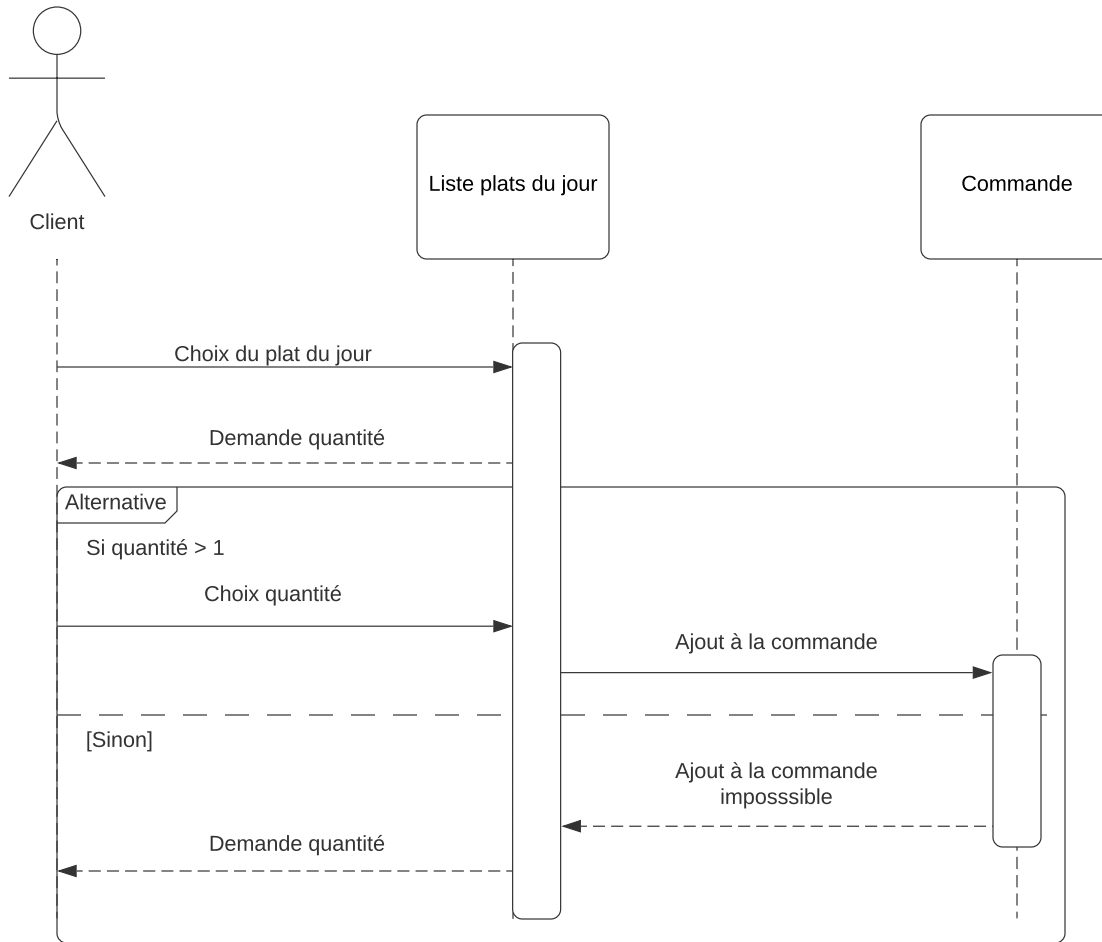 Client
Liste plats du jour
Commande
Choix du plat du jour
Demande quantité
Alternative
Si quantité > 1
Choix quantité
Ajout à la commande
[Sinon]
Ajout à la commande
imposssible
Demande quantité